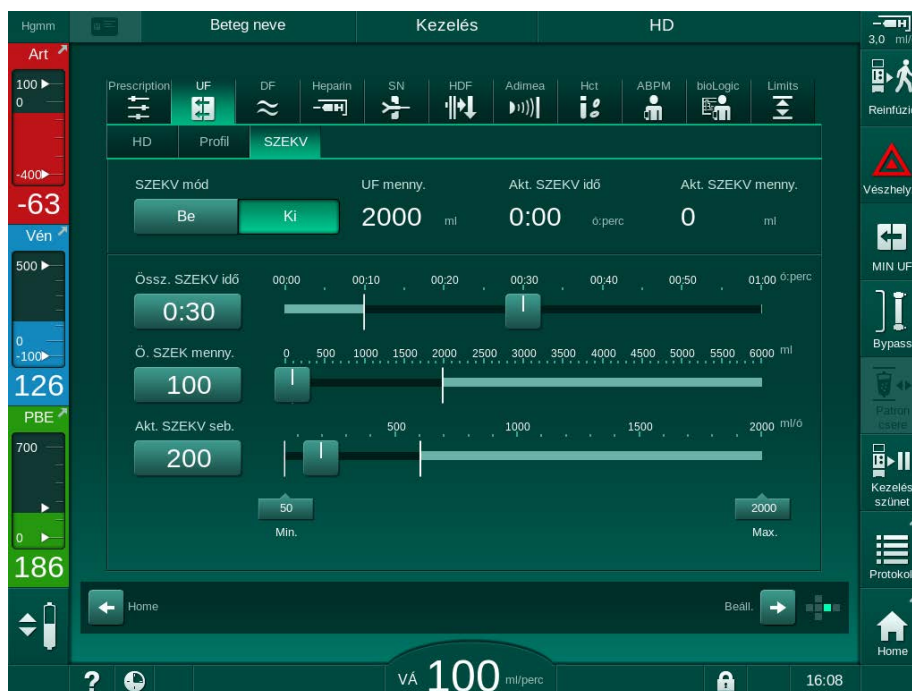 Hgmm Beteg neve Kezelés HD
3,0 ml/
Art
100
0
-400
-63
Vén
500
0
-100
126
PBE
700
0
186
Prescription UF DF Heparin SN HDF Adimea Hct ABPM bioLogic Limits
HD Profil SZEKV
SZEKV mód UF menny. Akt. SZEKV idő Akt. SZEKV menny.
Be Ki 2000 ml 0:00 ó:perc 0 ml
Össz. SZEKV idő 00:00 00:10 00:20 00:30 00:40 00:50 01:00 ó:perc
0:30
Ö. SZEK menny. 0 500 1000 1500 2000 2500 3000 3500 4000 4500 5000 5500 6000 ml
100
Akt. SZEKV seb. 500 1000 1500 2000 ml/ó
200
50 2000
Min. Max.
Home Beáll.
Reinfúzió
Vészhely
MIN UF
Bypass
Patron
csere
Kezelés
szünet
Protokol
Home
? VÁ 100 ml/perc 16:08